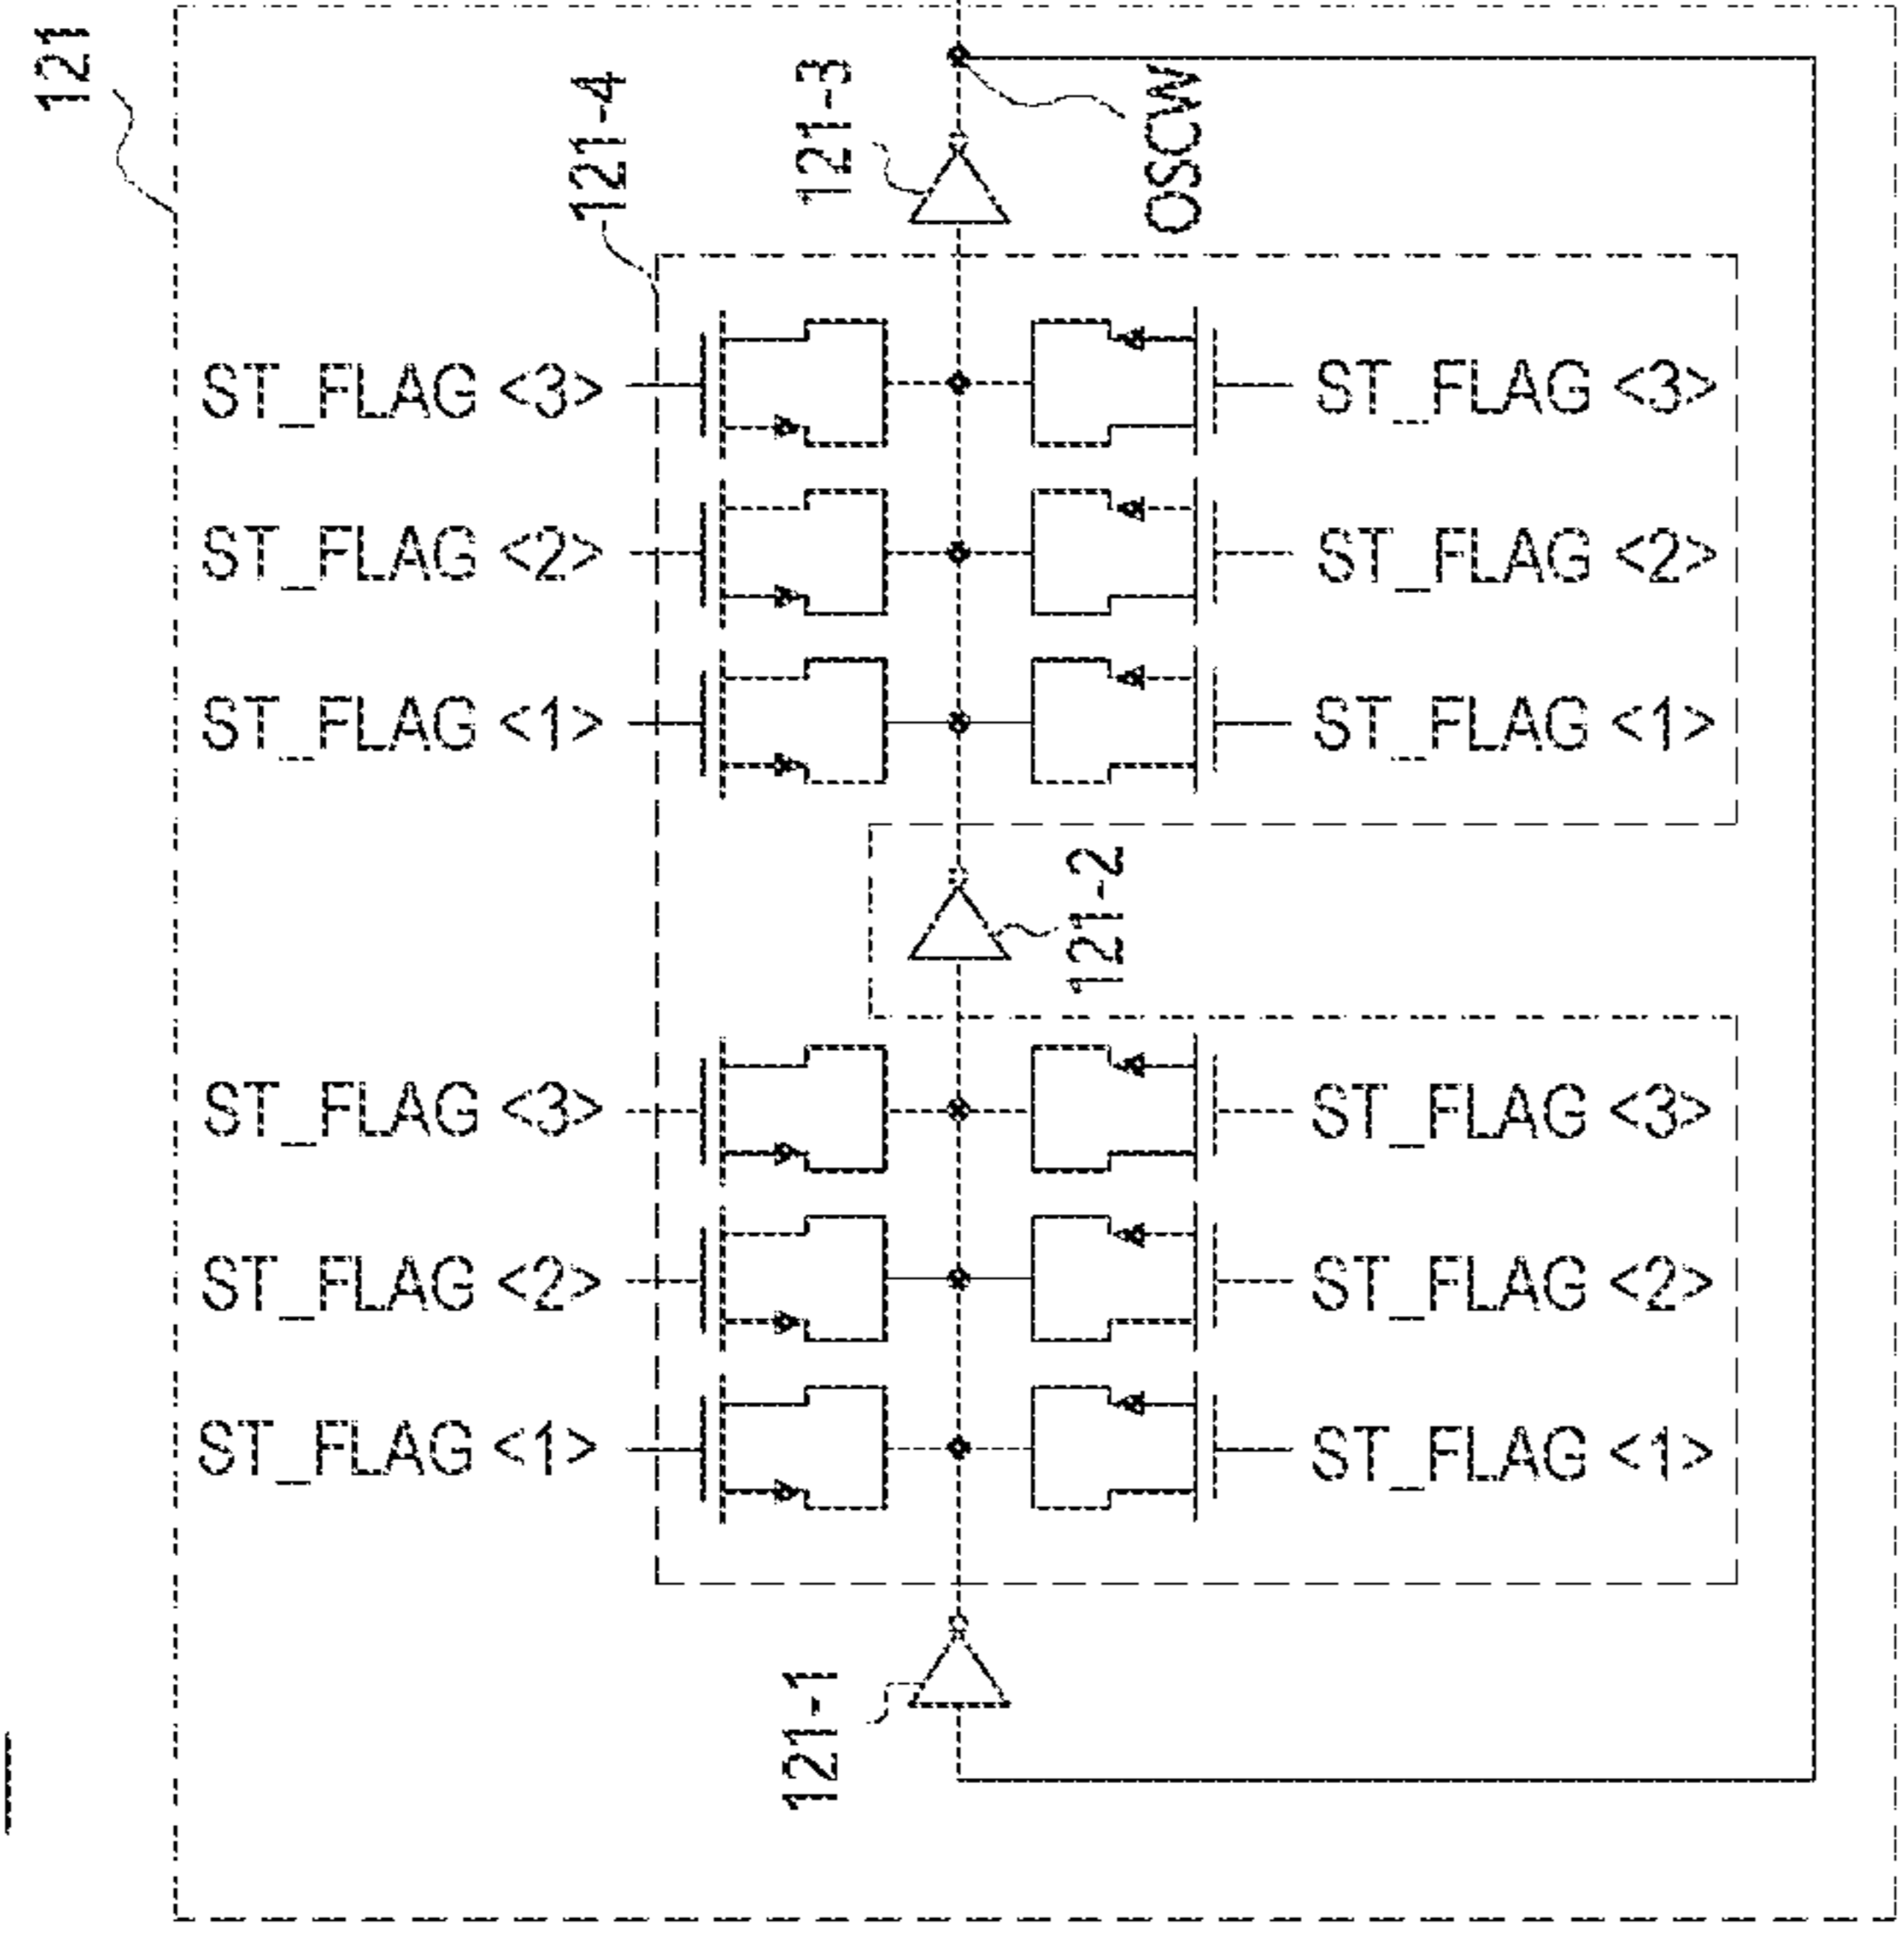 121
121-4
121-3
OSCW
ST_FLAG <3>
ST_FLAG <3>
ST_FLAG <2>
ST_FLAG <2>
ST_FLAG <1>
ST_FLAG <1>
121-2
ST_FLAG <3>
ST_FLAG <3>
ST_FLAG <2>
ST_FLAG <2>
ST_FLAG <1>
ST_FLAG <1>
121-1